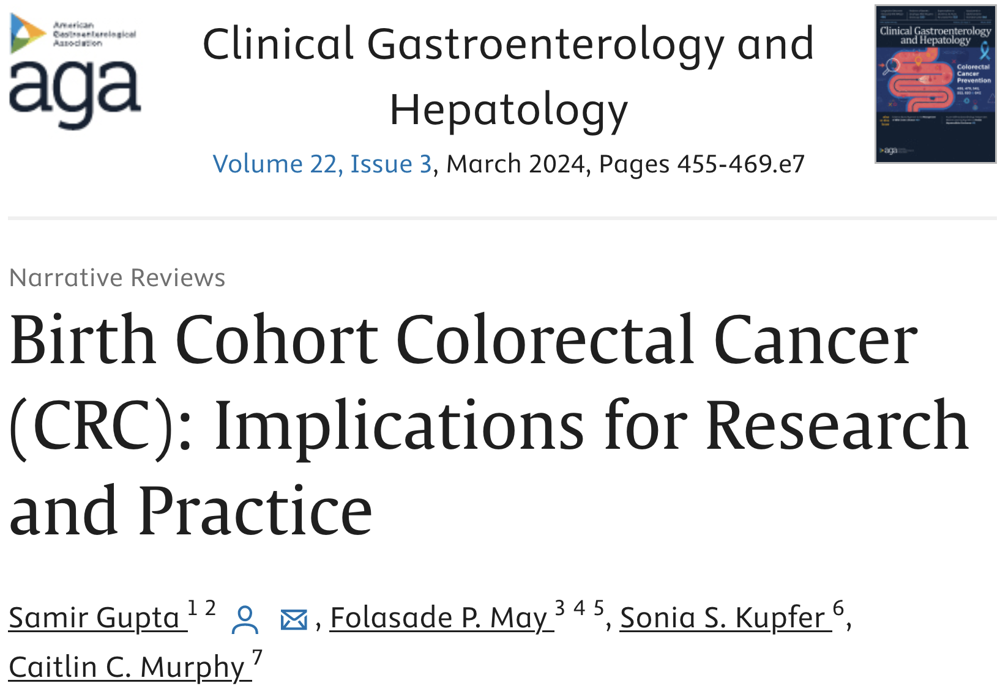 American
Gastroenterological
Association
aga
Clinical Gastroenterology and
Hepatology
Volume 22, Issue 3, March 2024, Pages 455-469.e7
Clinical Gastroenterology
and Hepatology
Colorectal
Cancer
Prevention
aga
Narrative Reviews
Birth Cohort Colorectal Cancer
(CRC): Implications for Research
and Practice
Samir Gupta 1 2 , Folasade P. May 3 4 5, Sonia S. Kupfer 6,
Caitlin C. Murphy 7